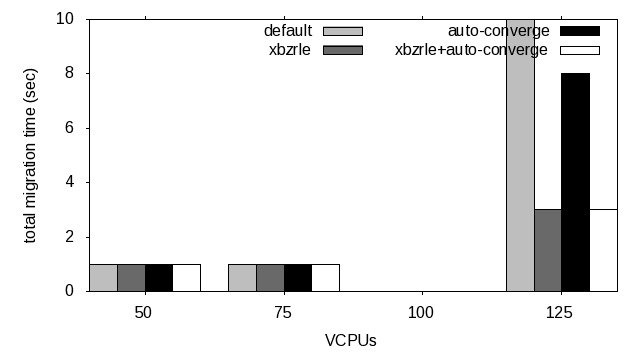 default auto-converge
xbzrle xbzrle+auto-converge
10
8
6
4
2
0
total migration time (sec)
50 75 100 125
VCPUs